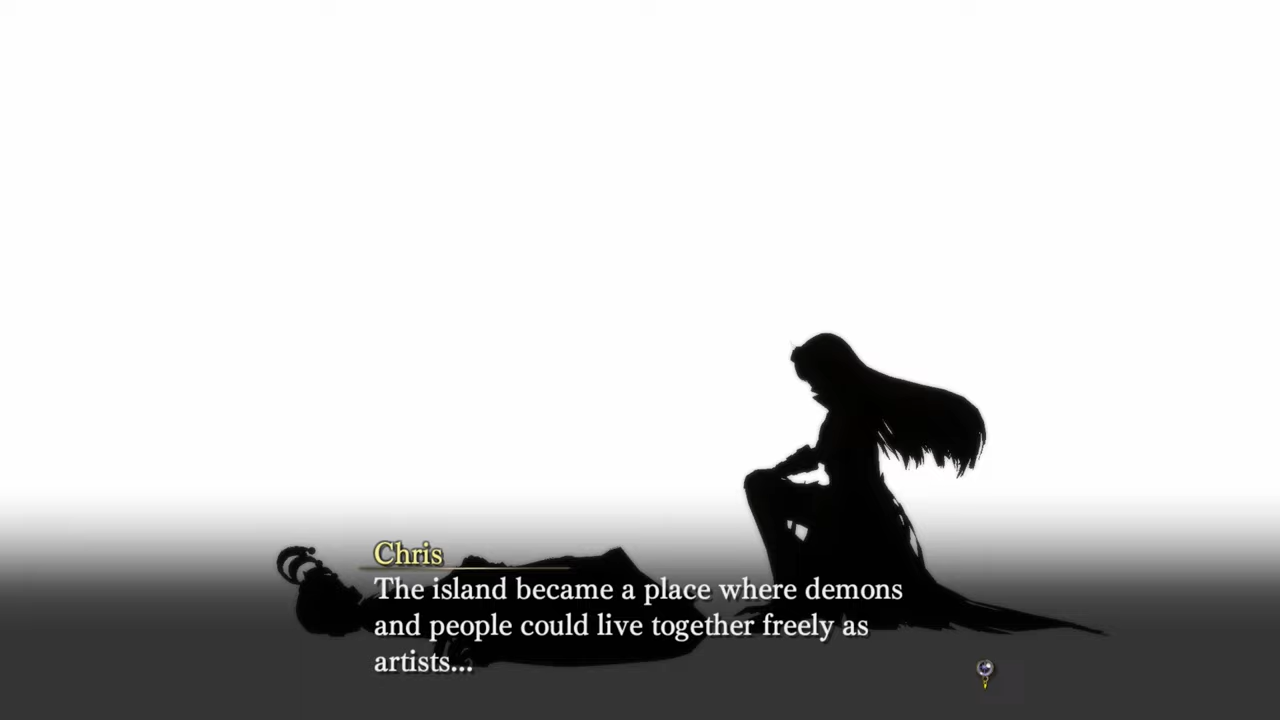 Chris
The island became a place where demons
and people could live together freely as
artists...